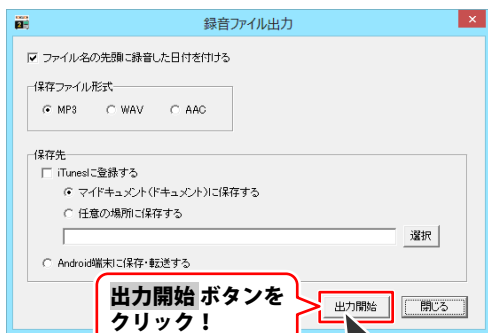 録音ファイル出力
ファイル名の先頭に録音した日付を付ける
保存ファイル形式
MP3 WAV AAC
保存先
iTunesに登録する
マイドキュメント(ドキュメント)に保存する
任意の場所に保存する
選択
Android端末に保存・転送する
出力開始 ボタンを
クリック！
出力開始 閉じる